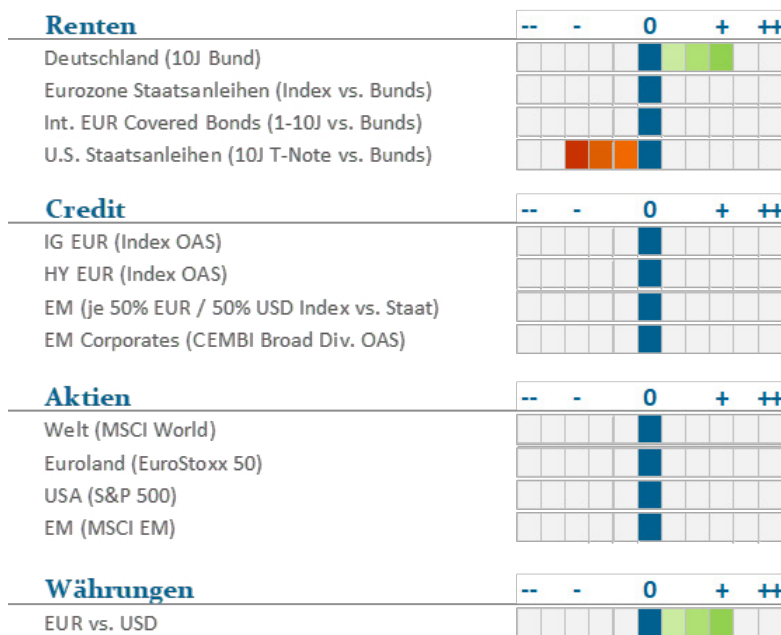 Renten -- - 0 + ++
Deutschland (10J Bund)
Eurozone Staatsanleihen (Index vs. Bunds)
Int. EUR Covered Bonds (1-10J vs. Bunds)
U.S. Staatsanleihen (10J T-Note vs. Bunds)
Credit -- - 0 + ++
IG EUR (Index OAS)
HY EUR (Index OAS)
EM (je 50% EUR / 50% USD Index vs. Staat)
EM Corporates (CEMBI Broad Div. OAS)
Aktien -- - 0 + ++
Welt (MSCI World)
Euroland (EuroStoxx 50)
USA (S&P 500)
EM (MSCI EM)
Währungen -- - 0 + ++
EUR vs. USD